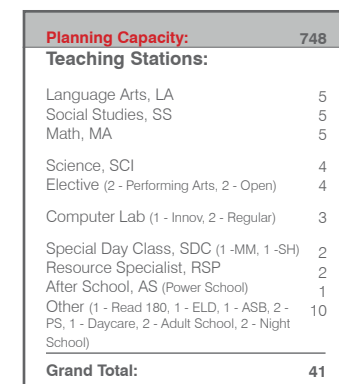 Planning Capacity: 748
Teaching Stations:
Language Arts, LA 5
Social Studies, SS 5
Math, MA 5
Science, SCI 4
Elective (2 - Performing Arts, 2 - Open) 4
Computer Lab (1 - Innov, 2 - Regular) 3
Special Day Class, SDC (1 -MM, 1 -SH) 2
Resource Specialist, RSP 2
After School, AS (Power School) 1
Other (1 - Read 180, 1 - ELD, 1 - ASB, 2 - 10
PS, 1 - Daycare, 2 - Adult School, 2 - Night
School)
Grand Total: 41